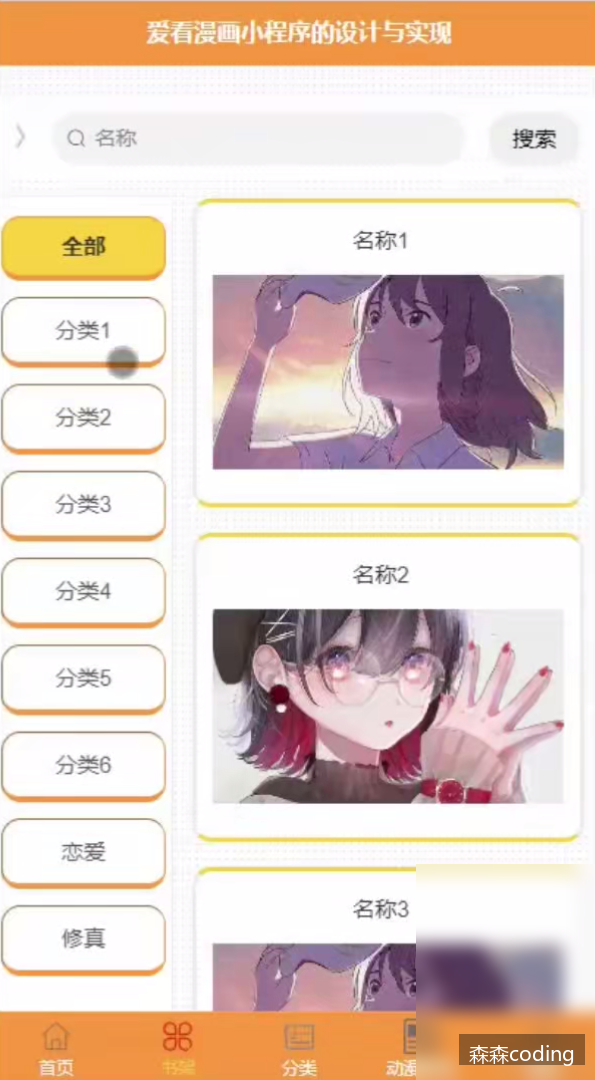 爱看漫画小程序的设计与实现
名称
搜索
全部
分类1
分类2
分类3
分类4
分类5
分类6
恋爱
修真
名称1
名称2
名称3
首页
书架
分类
动漫
森森coding